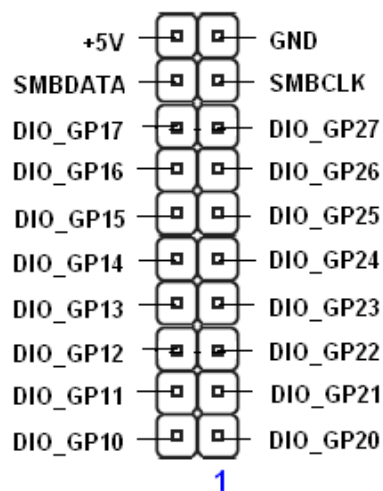 +5V GND
SMBDATA SMBCLK
DIO_GP17 DIO_GP27
DIO_GP16 DIO_GP26
DIO_GP15 DIO_GP25
DIO_GP14 DIO_GP24
DIO_GP13 DIO_GP23
DIO_GP12 DIO_GP22
DIO_GP11 DIO_GP21
DIO_GP10 DIO_GP20
1